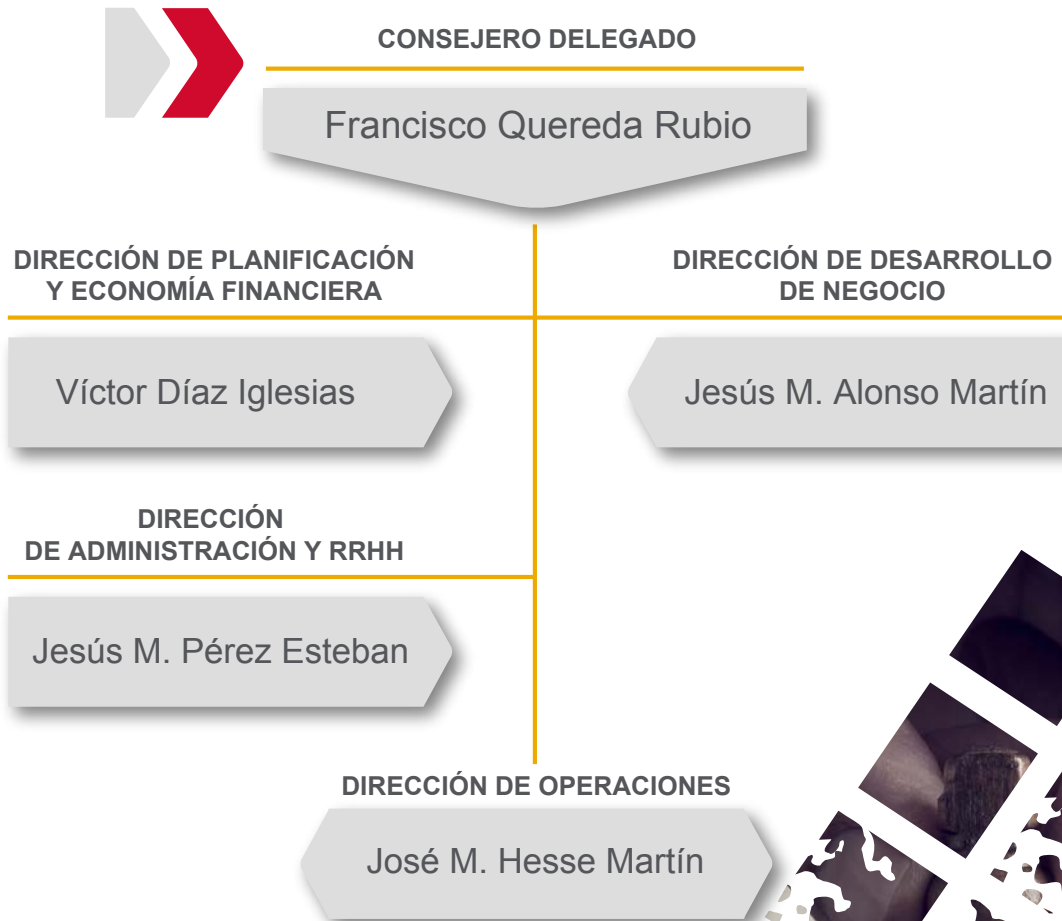 CONSEJERO DELEGADO
Francisco Quereda Rubio
DIRECCIÓN DE PLANIFICACIÓN
Y ECONOMÍA FINANCIERA
Víctor Díaz Iglesias
DIRECCIÓN DE DESARROLLO
DE NEGOCIO
Jesús M. Alonso Martín
DIRECCIÓN
DE ADMINISTRACIÓN Y RRHH
Jesús M. Pérez Esteban
DIRECCIÓN DE OPERACIONES
José M. Hesse Martín